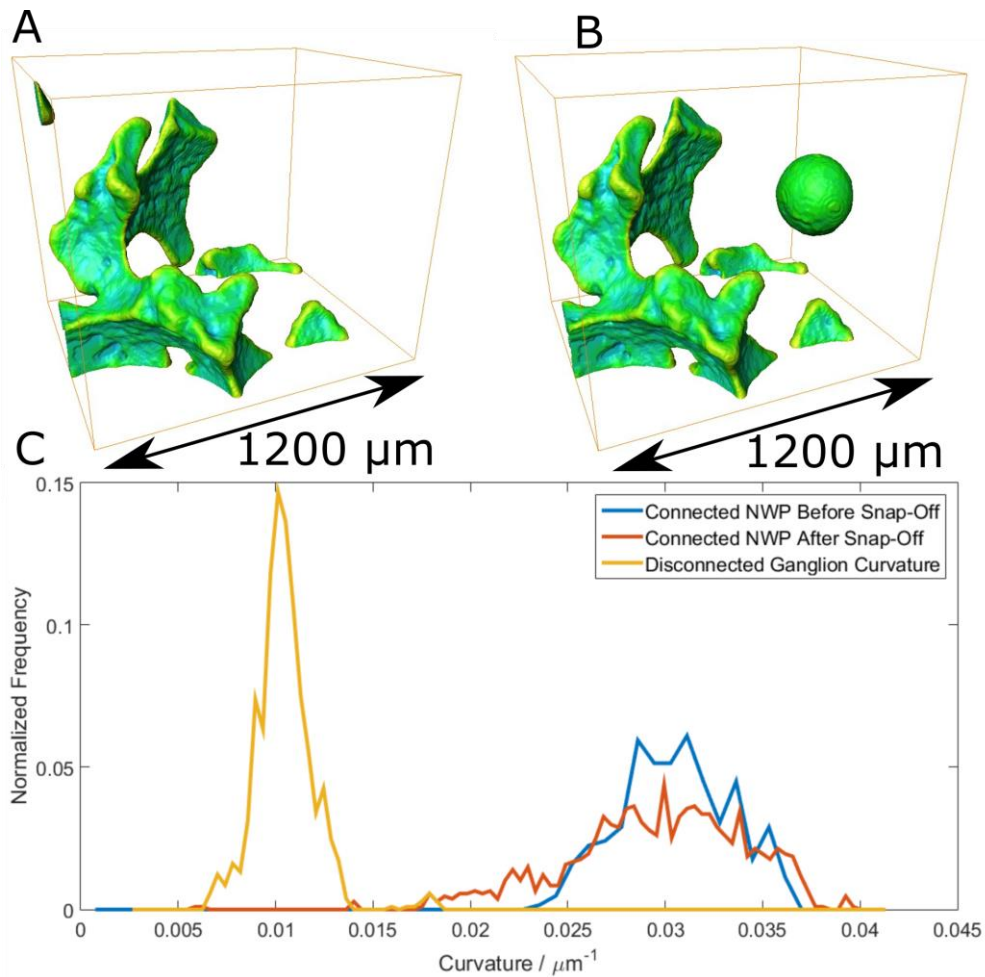 A
B
1200 µm
1200 µm
C
0.15
0.1
0.05
0
Normalized Frequency
Connected NWP Before Snap-Off
Connected NWP After Snap-Off
Disconnected Ganglion Curvature
0 0.005 0.01 0.015 0.02 0.025 0.03 0.035 0.04 0.045
Curvature / µm⁻¹